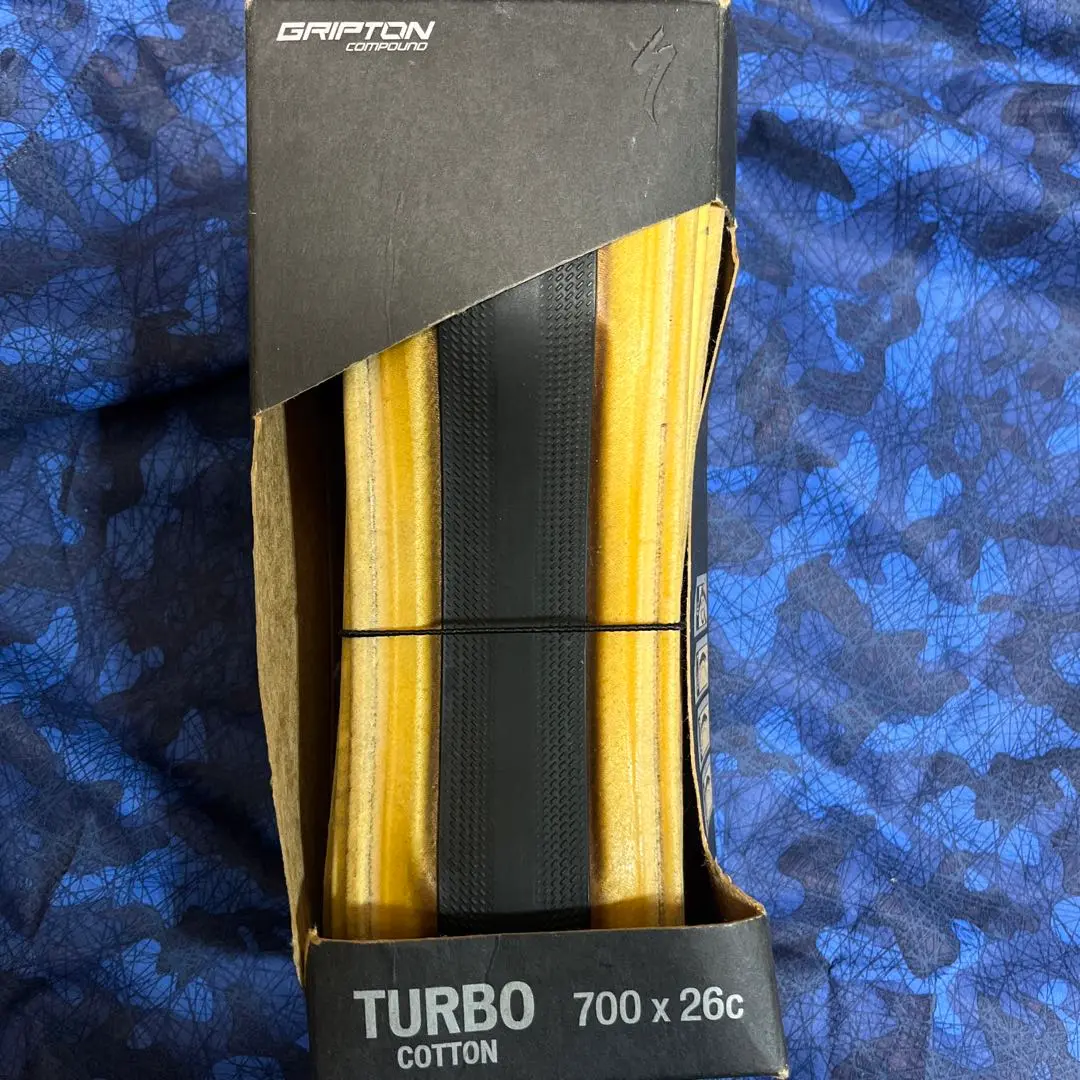 GRIPTON
COMPOUND
TURBO 700 x 26c
COTTON